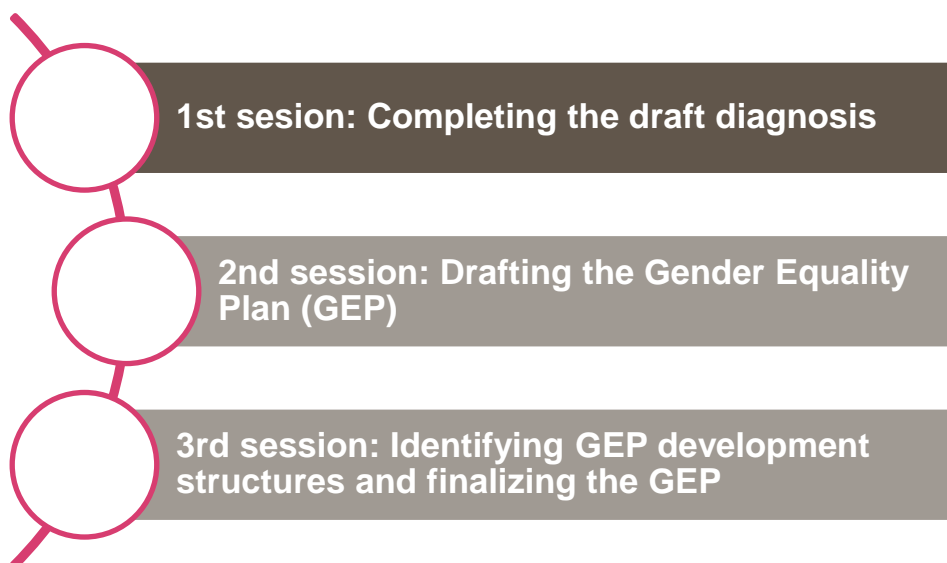 1st sesion: Completing the draft diagnosis
2nd session: Drafting the Gender Equality
Plan (GEP)
3rd session: Identifying GEP development
structures and finalizing the GEP